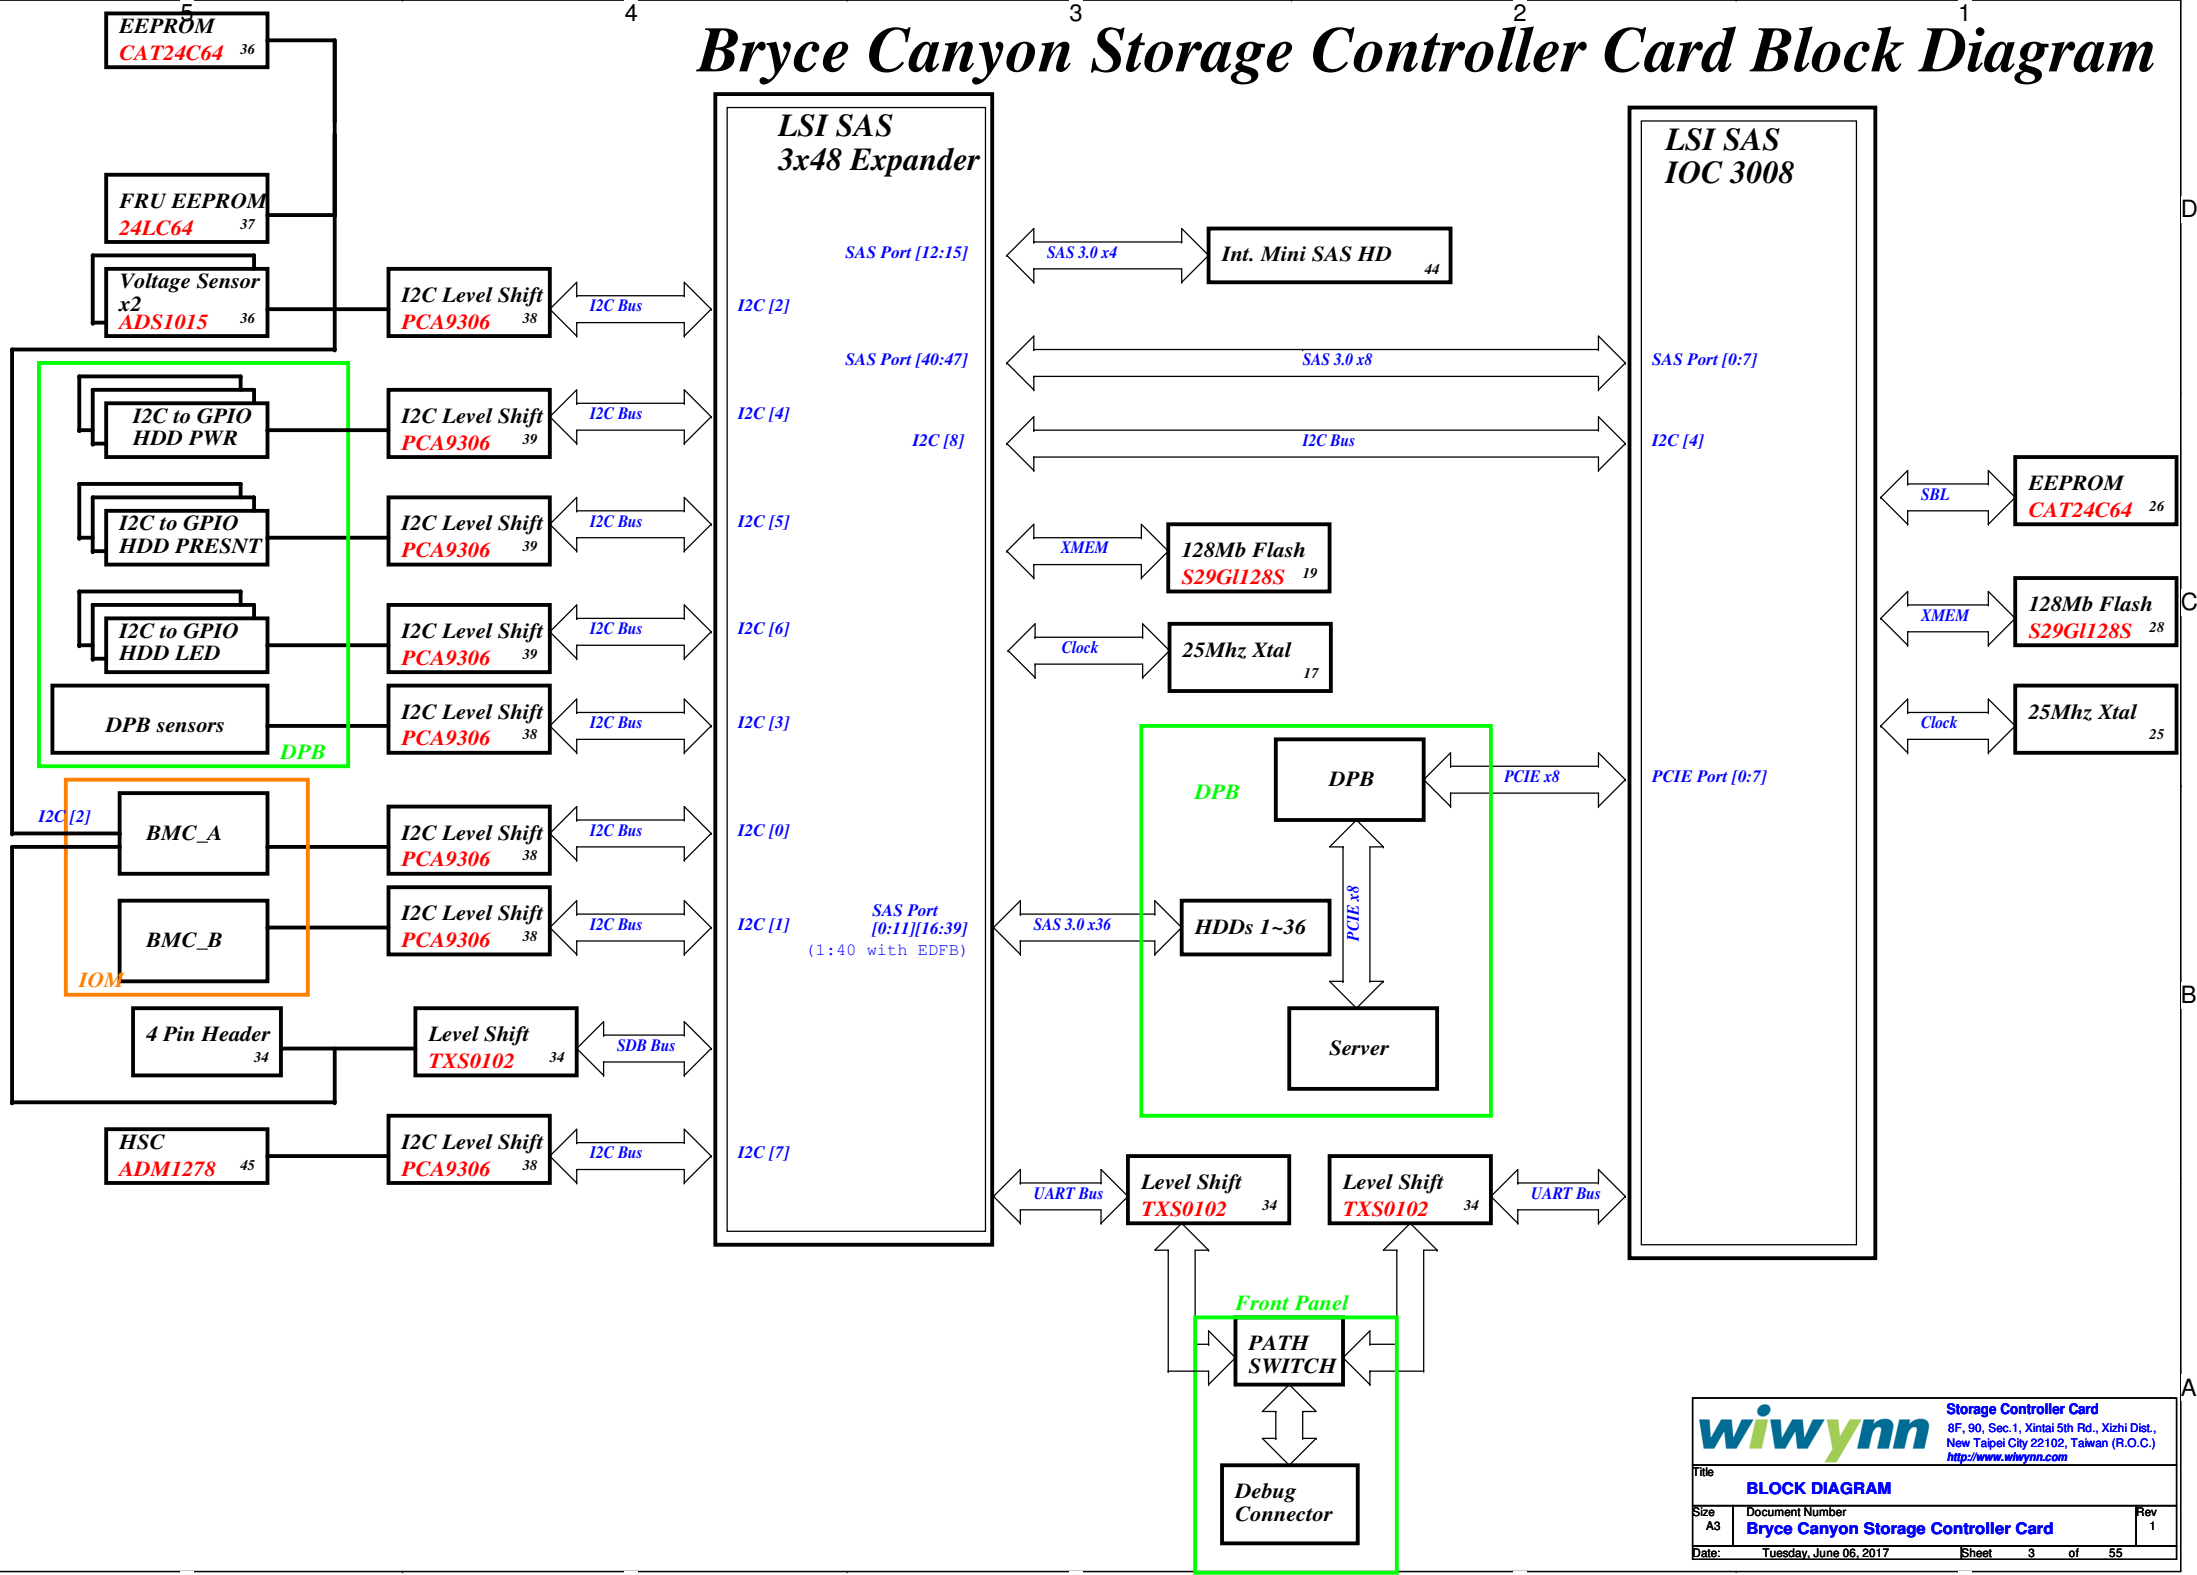 5
4
3
2
1
Bryce Canyon Storage Controller Card Block Diagram
EEPROM
CAT24C64 36
FRU EEPROM
24LC64 37
Voltage Sensor
x2
ADS1015 36
I2C Level Shift
PCA9306 38
I2C Bus
I2C [2]
I2C to GPIO
HDD PWR
I2C Level Shift
PCA9306 39
I2C Bus
I2C [4]
I2C to GPIO
HDD PRESNT
I2C Level Shift
PCA9306 39
I2C Bus
I2C [5]
I2C to GPIO
HDD LED
I2C Level Shift
PCA9306 39
I2C Bus
I2C [6]
DPB sensors
DPB
I2C Level Shift
PCA9306 38
I2C Bus
I2C [3]
I2C [2]
BMC_A
I2C Level Shift
PCA9306 38
I2C Bus
I2C [0]
BMC_B
IOM
I2C Level Shift
PCA9306 38
I2C Bus
I2C [1]
4 Pin Header
34
Level Shift
TXS0102 34
SDB Bus
HSC
ADM1278 45
I2C Level Shift
PCA9306 38
I2C Bus
I2C [7]
LSI SAS
3x48 Expander
SAS Port [12:15]
SAS 3.0 x4
Int. Mini SAS HD
44
SAS Port [40:47]
SAS 3.0 x8
SAS Port [0:7]
I2C [8]
I2C Bus
I2C [4]
XMEM
128Mb Flash
S29Gl128S 19
Clock
25Mhz Xtal
17
DPB
DPB
PCIE x8
PCIE Port [0:7]
PCIE x8
SAS Port
[0:11][16:39]
(1:40 with EDFB)
SAS 3.0 x36
HDDs 1~36
Server
UART Bus
Level Shift
TXS0102 34
Level Shift
TXS0102 34
UART Bus
Front Panel
PATH
SWITCH
Debug
Connector
LSI SAS
IOC 3008
SBL
EEPROM
CAT24C64 26
XMEM
128Mb Flash
S29Gl128S 28
Clock
25Mhz Xtal
25
D
C
B
A
wiwynn
Storage Controller Card
8F, 90, Sec.1, Xintai 5th Rd., Xizhi Dist.,
New Taipei City 22102, Taiwan (R.O.C.)
http://www.wiwynn.com
Title
BLOCK DIAGRAM
Size
A3
Document Number
Bryce Canyon Storage Controller Card
Rev
1
Date: Tuesday, June 06, 2017 Sheet 3 of 55